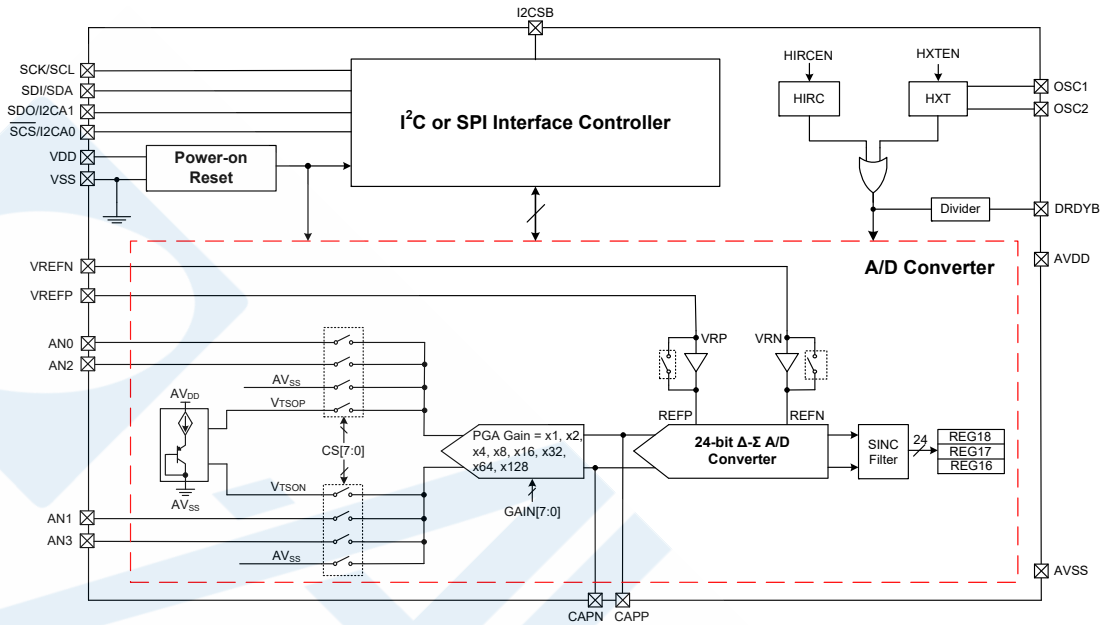 I2CSB
SCK/SCL
SDI/SDA
SDO/I2CA1
SCS/I2CA0
VDD
VSS
Power-on
Reset
I²C or SPI Interface Controller
HIRCEN
HXTEN
HIRC
HXT
OSC1
OSC2
Divider
DRDYB
AVDD
A/D Converter
VREFN
VREFP
AN0
AN2
AVSS
VTSOP
AVDD
AVSS
CS[7:0]
VTSON
AN1
AN3
AVSS
PGA Gain = x1, x2,
x4, x8, x16, x32,
x64, x128
GAIN[7:0]
VRP
VRN
REFP
REFN
24-bit Δ-Σ A/D
Converter
SINC
Filter
24
REG18
REG17
REG16
AVSS
CAPN
CAPP